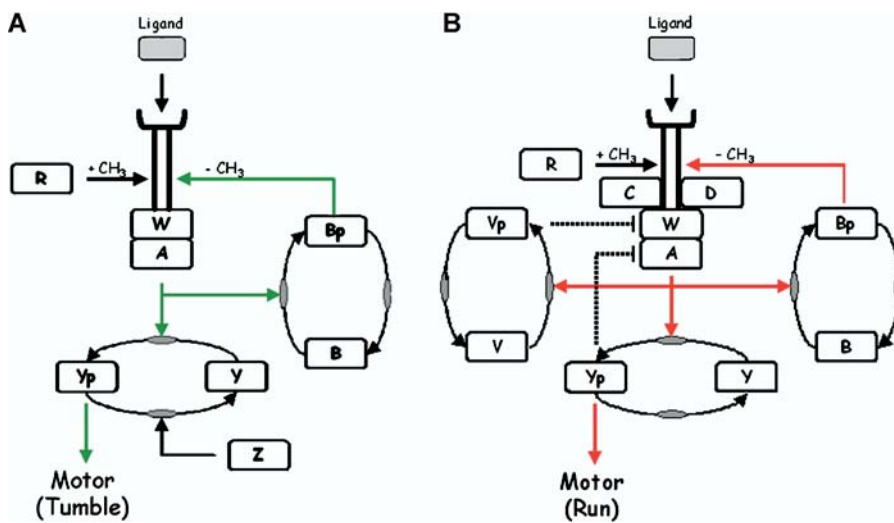 A
Ligand
R
+ CH3
- CH3
W
A
Bp
B
Yp
Y
Z
Motor
(Tumble)
B
Ligand
R
+ CH3
- CH3
C
D
W
A
Vp
V
Bp
B
Yp
Y
Motor
(Run)